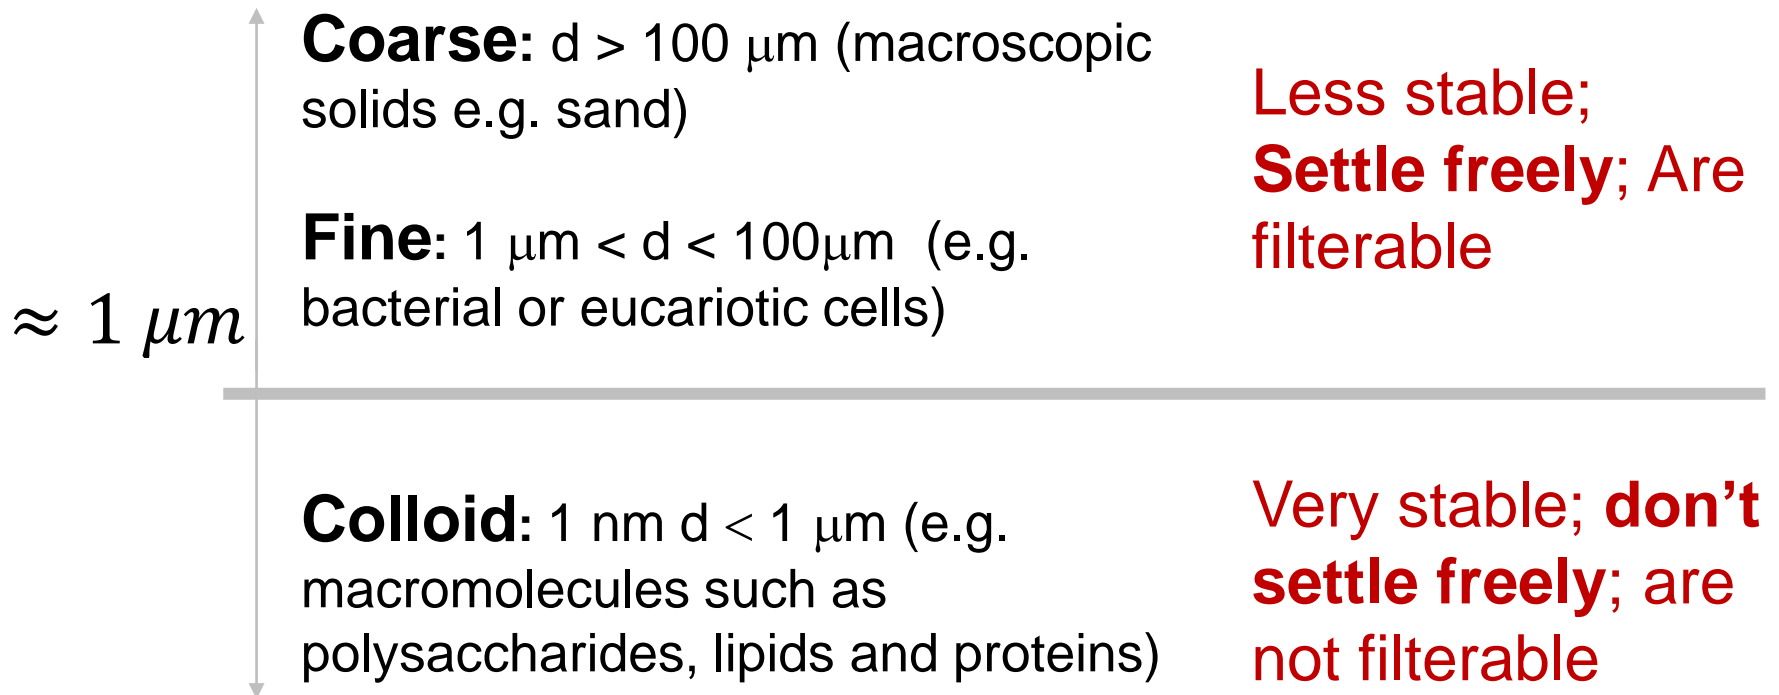 Coarse: d > 100 μm (macroscopic
solids e.g. sand)
Less stable;
Settle freely; Are
filterable
Fine: 1 μm < d < 100μm (e.g.
bacterial or eucariotic cells)
≈ 1 μm
Colloid: 1 nm d < 1 μm (e.g.
macromolecules such as
polysaccharides, lipids and proteins)
Very stable; don’t
settle freely; are
not filterable